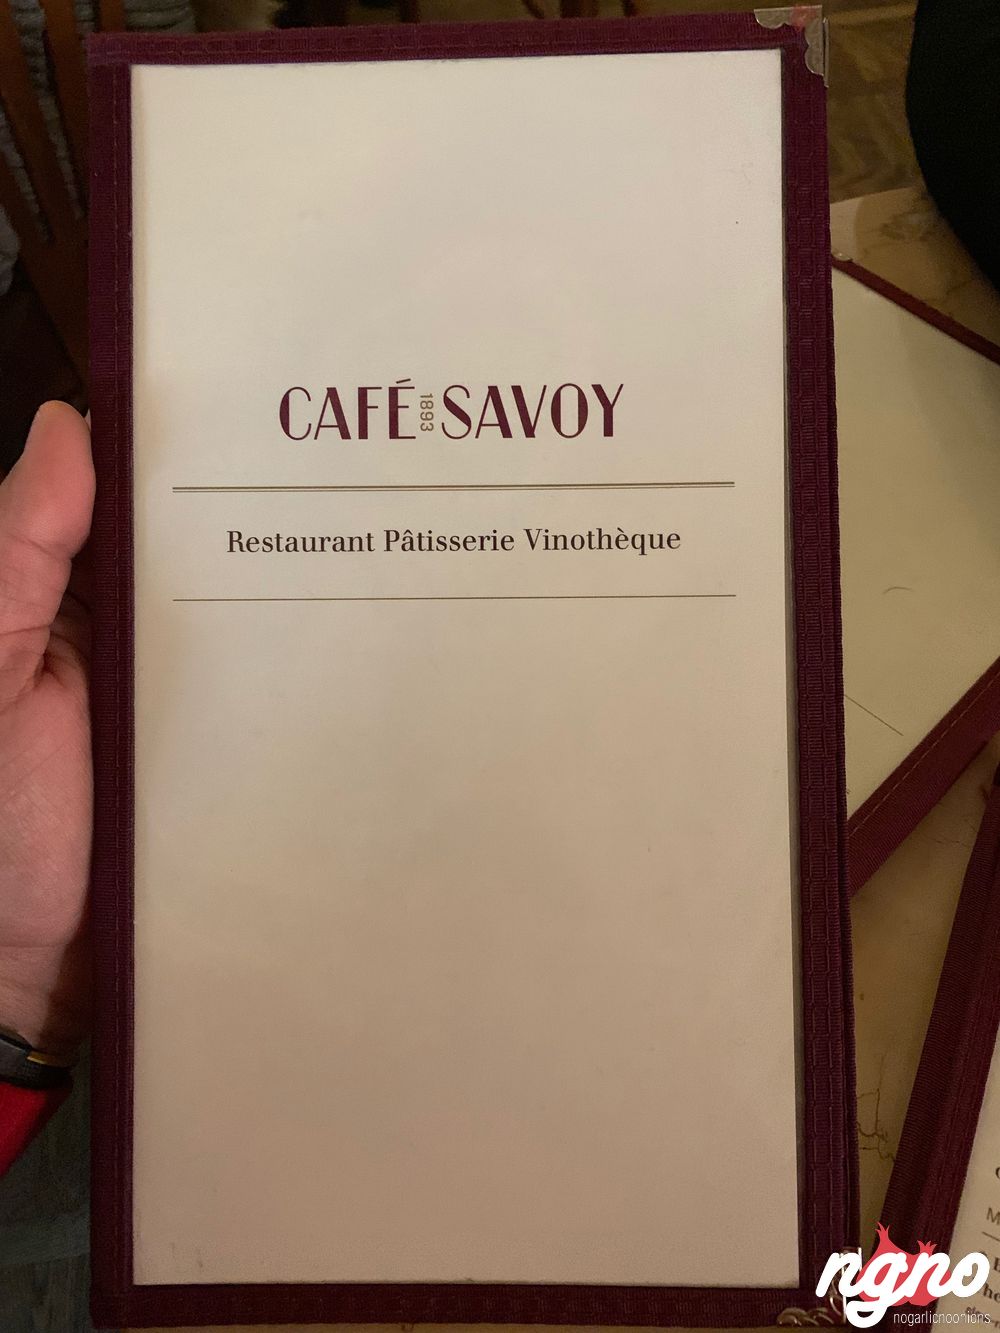 CAFÉ 1893 SAVOY
Restaurant Pâtisserie Vinothèque
M
ngno
nogarlicnoonions